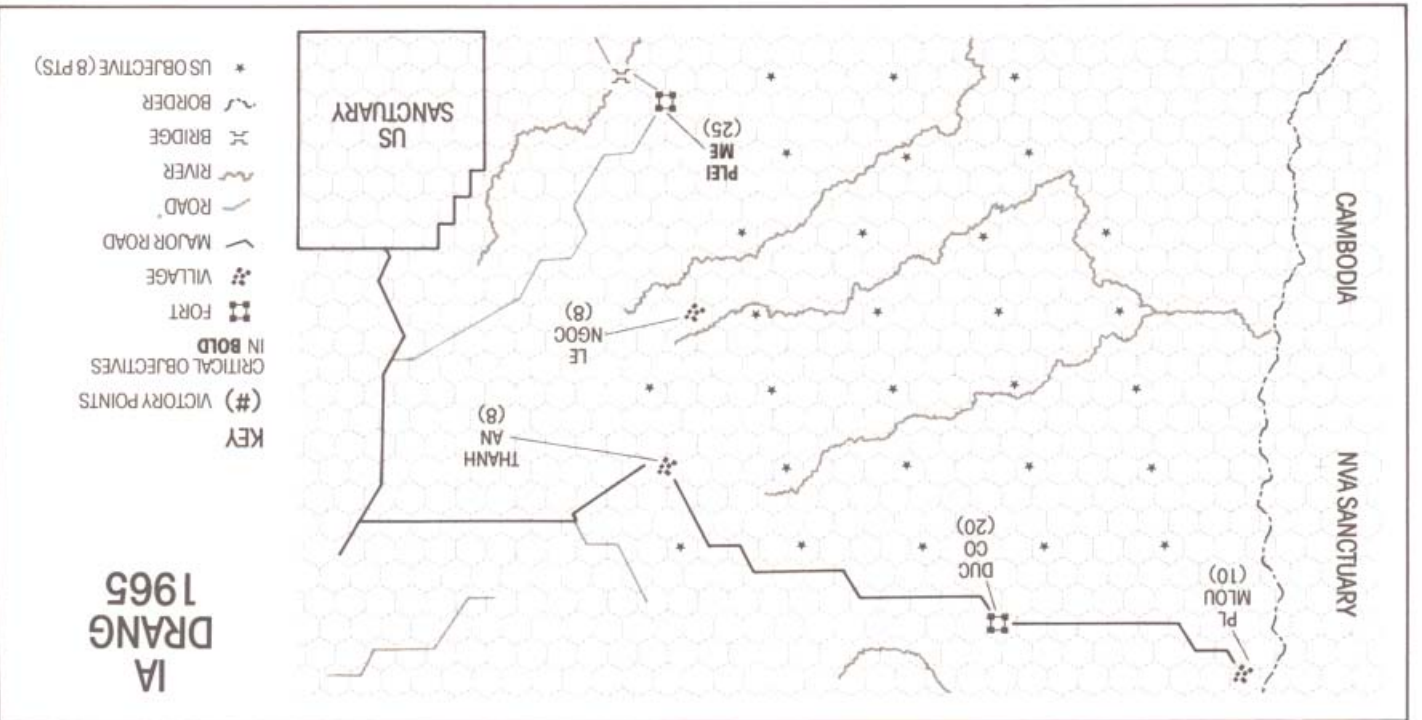 IA
DRANG
1965
KEY
(#) VICTORY POINTS
CRITICAL OBJECTIVES
IN BOLD
FORT
VILLAGE
MAJOR ROAD
ROAD
RIVER
BRIDGE
BORDER
US OBJECTIVE (8 PTS)
NVA SANCTUARY
CAMBODIA
PL
MLOU
(10)
DUC
CO
(20)
THANH
AN
(8)
LE
NGOC
(8)
PLEI
ME
(25)
US
SANCTUARY